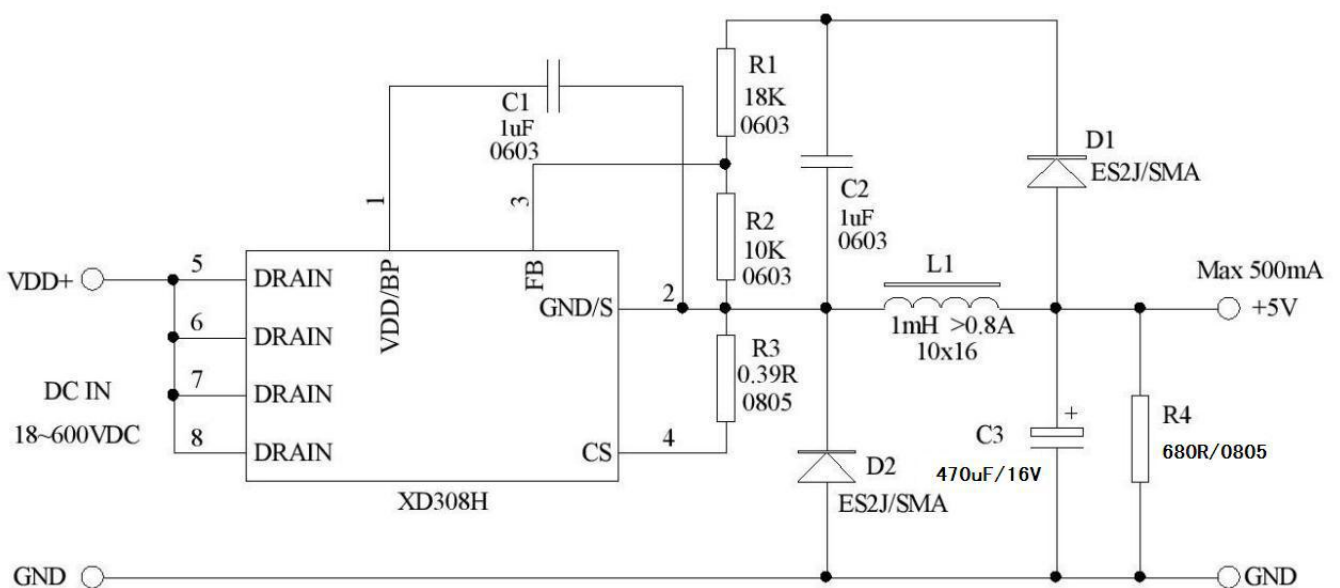 R1
18K
0603
C1
1uF
0603
D1
ES2J/SMA
C2
1uF
0603
1
3
R2
10K
0603
L1
Max 500mA
VDD+
5
DRAIN
VDD/BP
FB
GND/S
2
+5V
6
DRAIN
1mH >0.8A
10x16
R3
0.39R
0805
DC IN
18~600VDC
7
DRAIN
8
DRAIN
CS
4
+
C3
470uF/16V
R4
680R/0805
D2
ES2J/SMA
XD308H
GND
GND